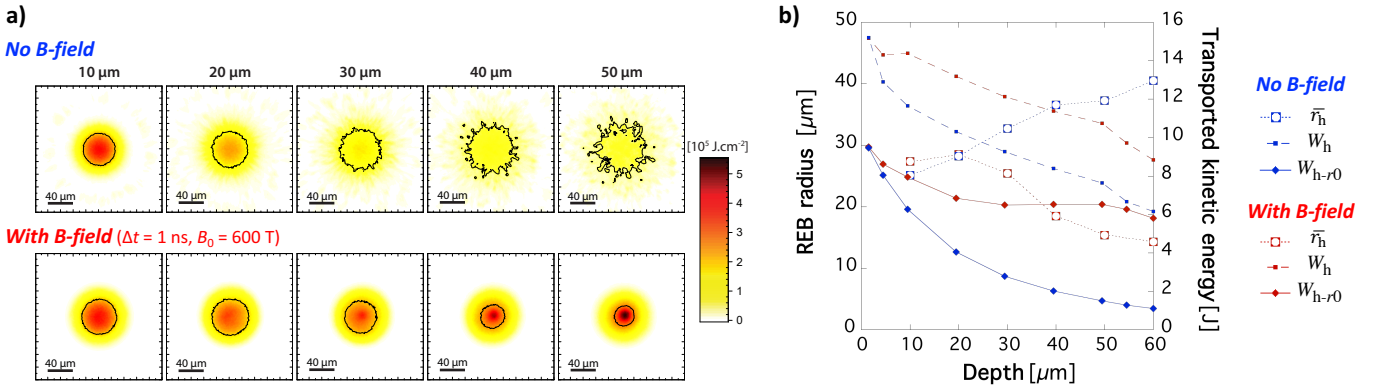 a)
No B-field
10 µm 20 µm 30 µm 40 µm 50 µm
40 µm 40 µm 40 µm 40 µm 40 µm
[10⁵ J.cm⁻²]
5
4
3
2
1
0
With B-field (Δt = 1 ns, B₀ = 600 T)
40 µm 40 µm 40 µm 40 µm 40 µm
b)
REB radius [µm]
50
40
30
20
10
0
Transported kinetic energy [J]
16
14
12
10
8
6
4
2
0
0 10 20 30 40 50 60
Depth [µm]
No B-field
r̄h
Wh
Wh-r0
With B-field
r̄h
Wh
Wh-r0